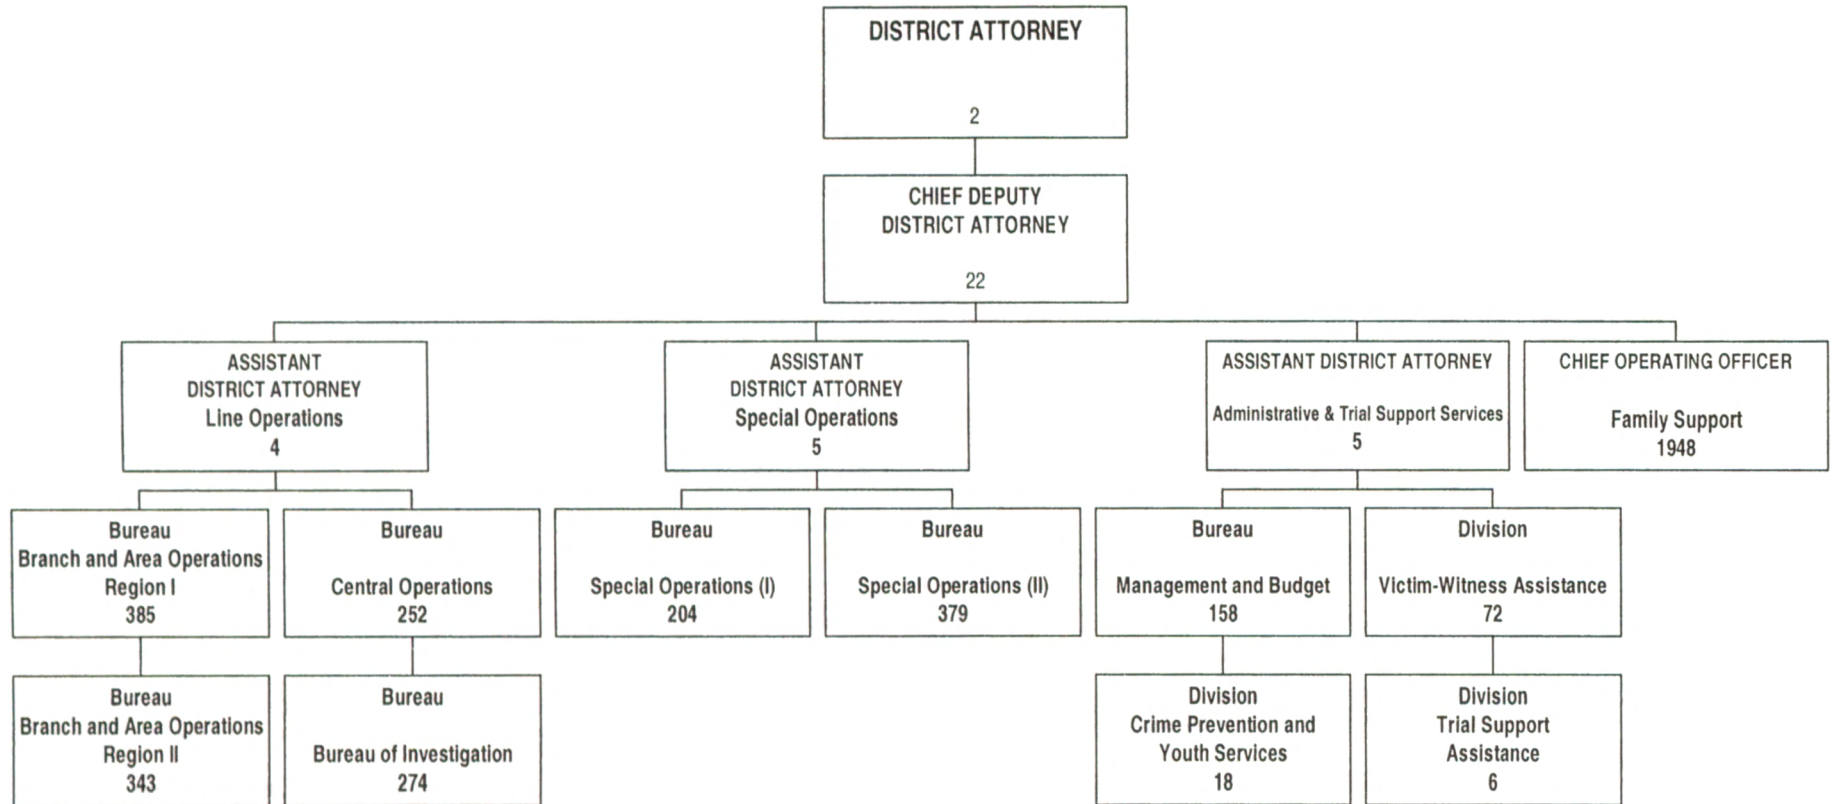 DISTRICT ATTORNEY
2
CHIEF DEPUTY
DISTRICT ATTORNEY
22
ASSISTANT
DISTRICT ATTORNEY
Line Operations
4
ASSISTANT
DISTRICT ATTORNEY
Special Operations
5
ASSISTANT DISTRICT ATTORNEY
Administrative & Trial Support Services
5
CHIEF OPERATING OFFICER
Family Support
1948
Bureau
Branch and Area Operations
Region I
385
Bureau
Central Operations
252
Bureau
Special Operations (I)
204
Bureau
Special Operations (II)
379
Bureau
Management and Budget
158
Division
Victim-Witness Assistance
72
Bureau
Branch and Area Operations
Region II
343
Bureau
Bureau of Investigation
274
Division
Crime Prevention and
Youth Services
18
Division
Trial Support
Assistance
6